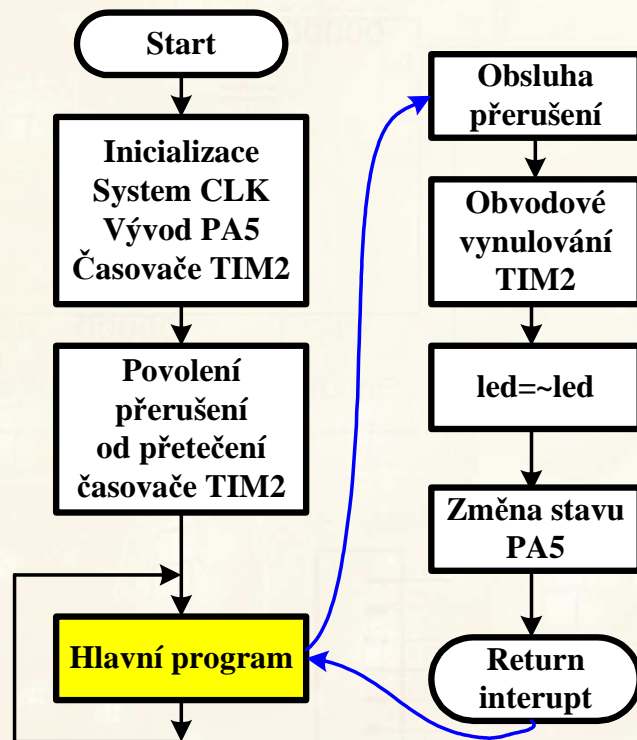 Start
Inicializace
System CLK
Vývod PA5
Časovače TIM2
Povolení
přerušení
od přetečení
časovače TIM2
Hlavní program
Obsluha
přerušení
Obvodové
vynulování
TIM2
led=~led
Změna stavu
PA5
Return
interupt